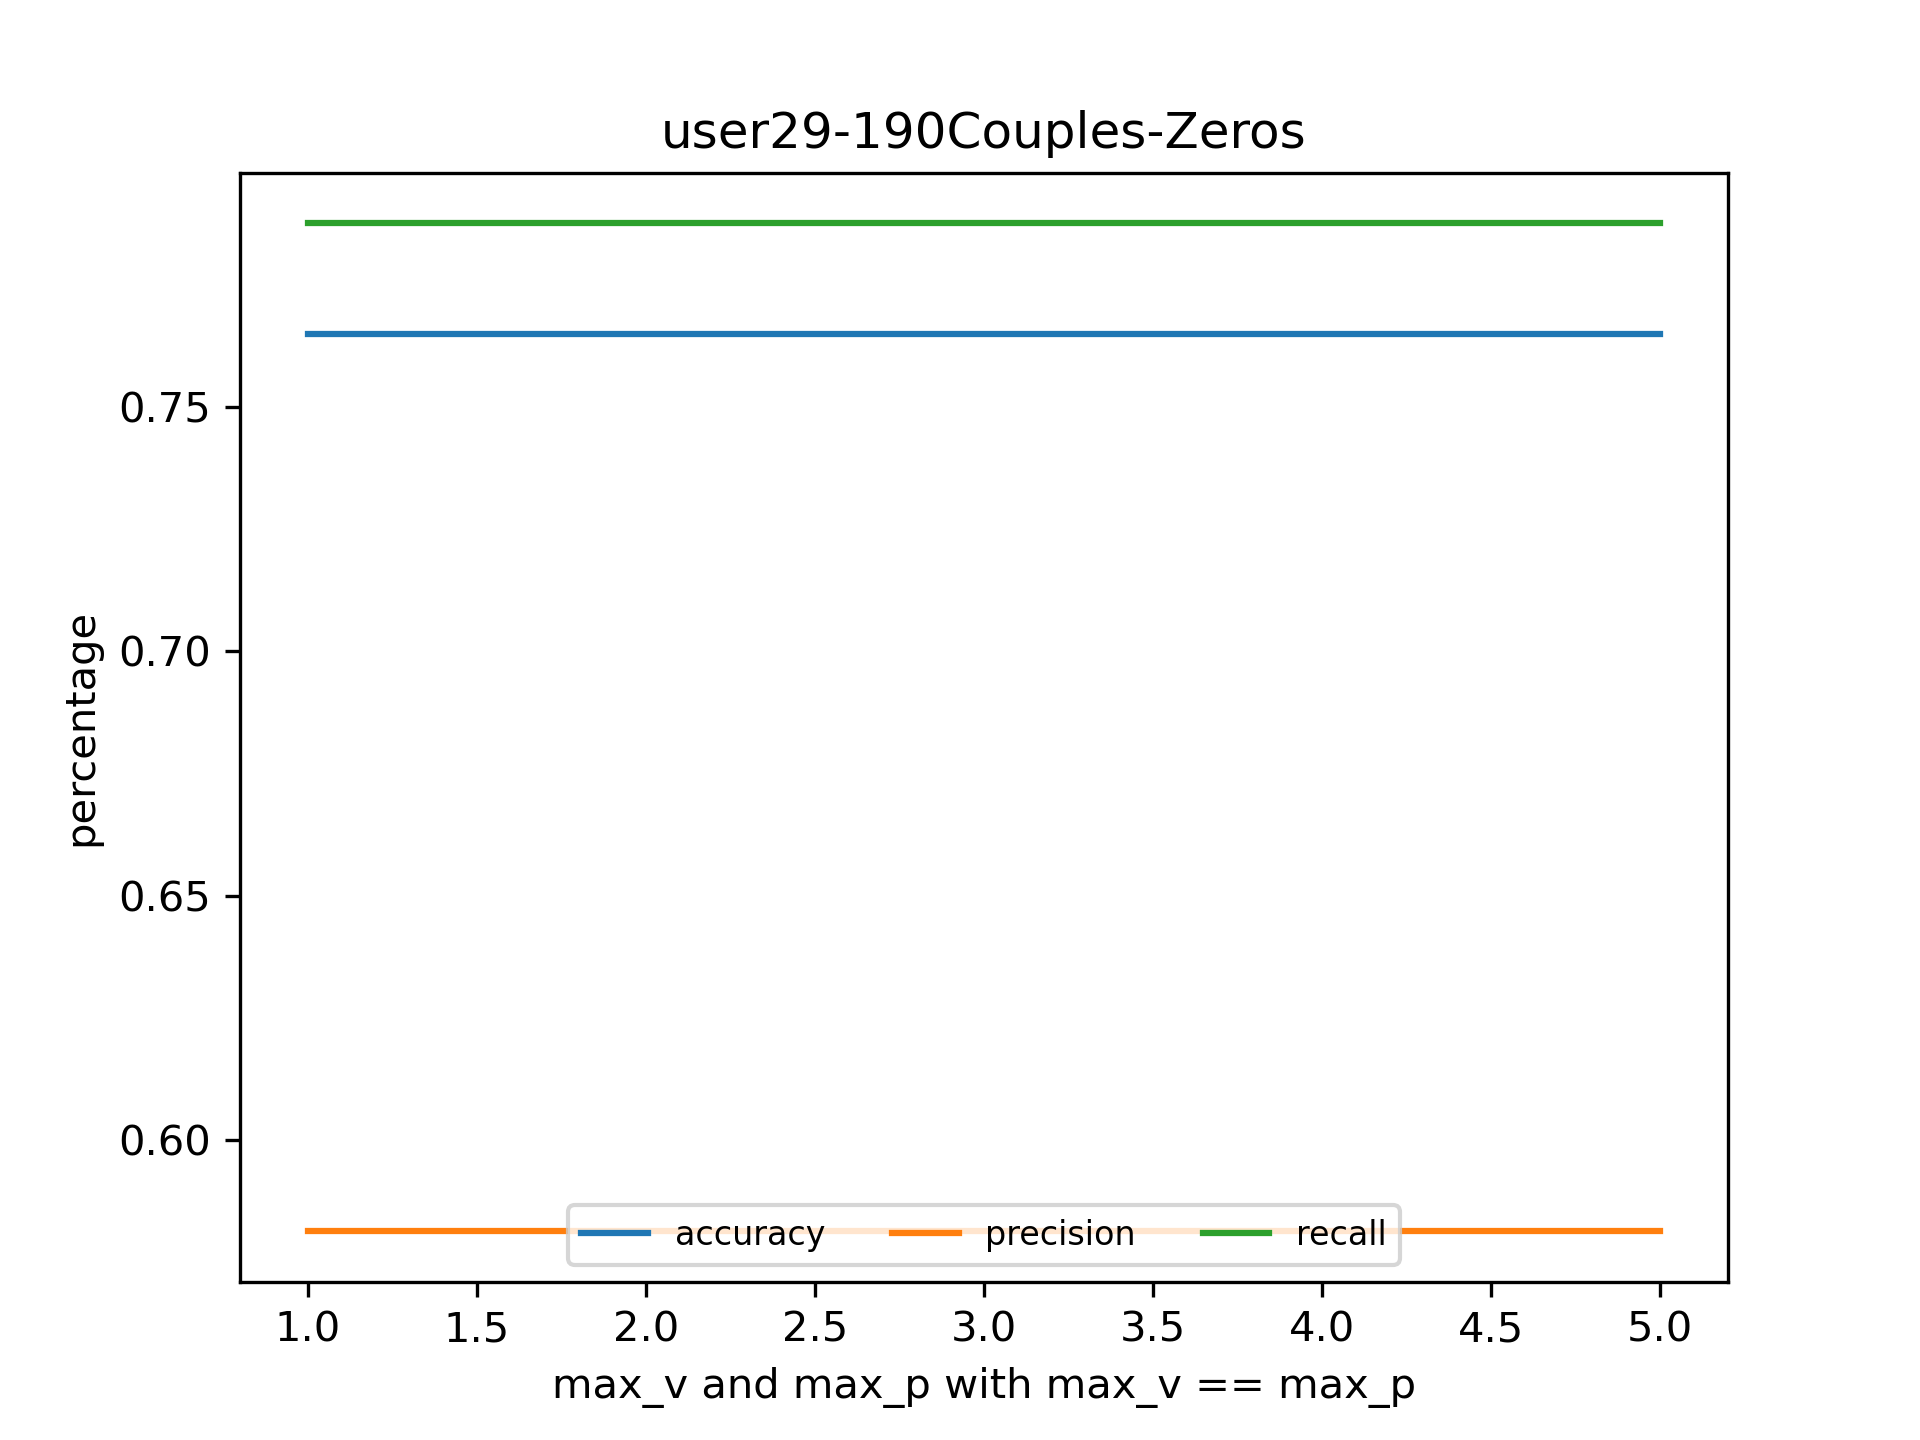 user29-190Couples-Zeros
percentage
0.75
0.70
0.65
0.60
accuracy precision recall
1.0 1.5 2.0 2.5 3.0 3.5 4.0 4.5 5.0
max_v and max_p with max_v == max_p